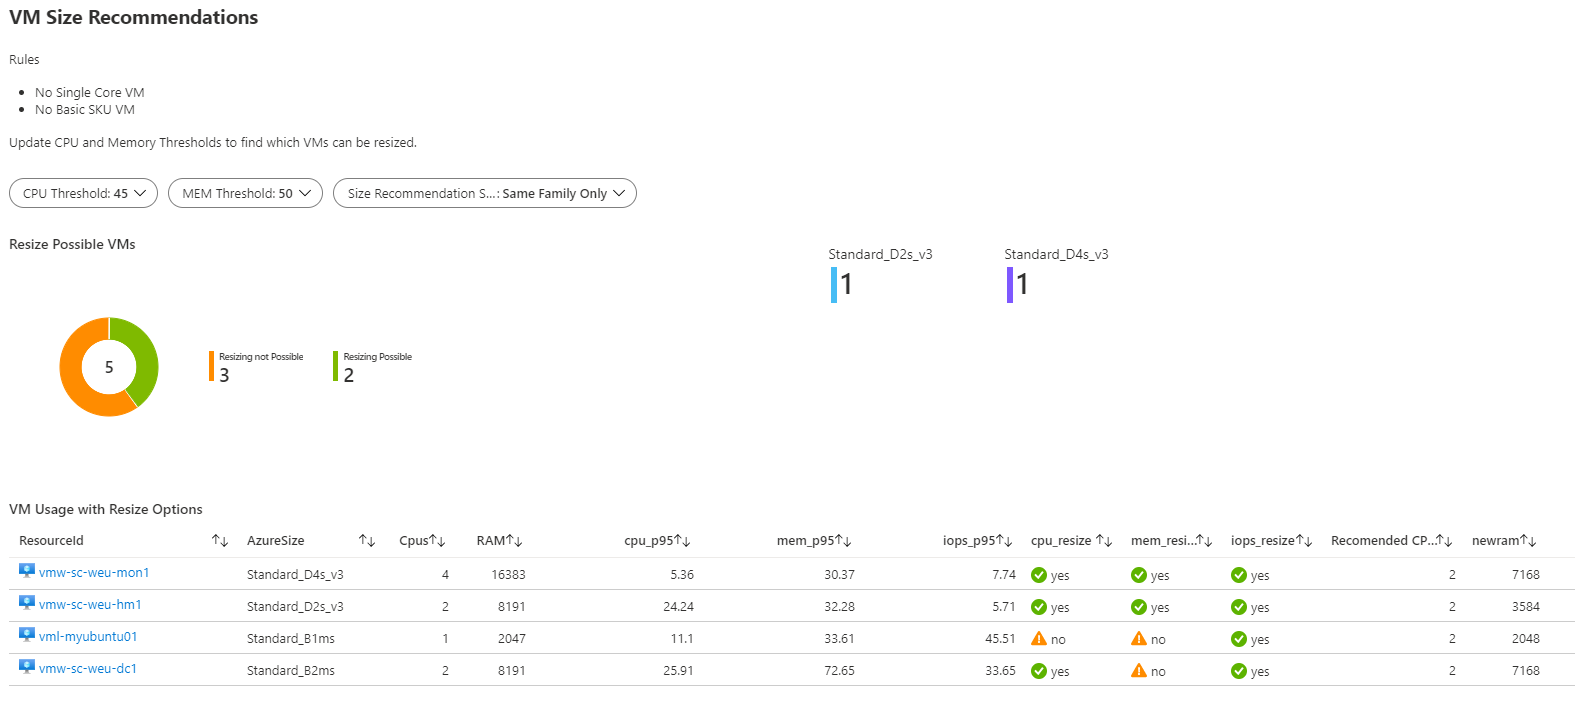 VM Size Recommendations
Rules
No Single Core VM
No Basic SKU VM
Update CPU and Memory Thresholds to find which VMs can be resized.
CPU Threshold: 45 MEM Threshold: 50 Size Recommendation S...: Same Family Only
Resize Possible VMs
Standard_D2s_v3 Standard_D4s_v3
1 1
5
Resizing not Possible Resizing Possible
3 2
VM Usage with Resize Options
ResourceId AzureSize Cpus RAM cpu_p95 mem_p95 iops_p95 cpu_resize mem_resi... iops_resize Recomended CP... newram
vmw-sc-weu-mon1 Standard_D4s_v3 4 16383 5.36 30.37 7.74 yes yes yes 2 7168
vmw-sc-weu-hm1 Standard_D2s_v3 2 8191 24.24 32.28 5.71 yes yes yes 2 3584
vml-myubuntu01 Standard_B1ms 1 2047 11.1 33.61 45.51 no no yes 2 2048
vmw-sc-weu-dc1 Standard_B2ms 2 8191 25.91 72.65 33.65 yes no yes 2 7168